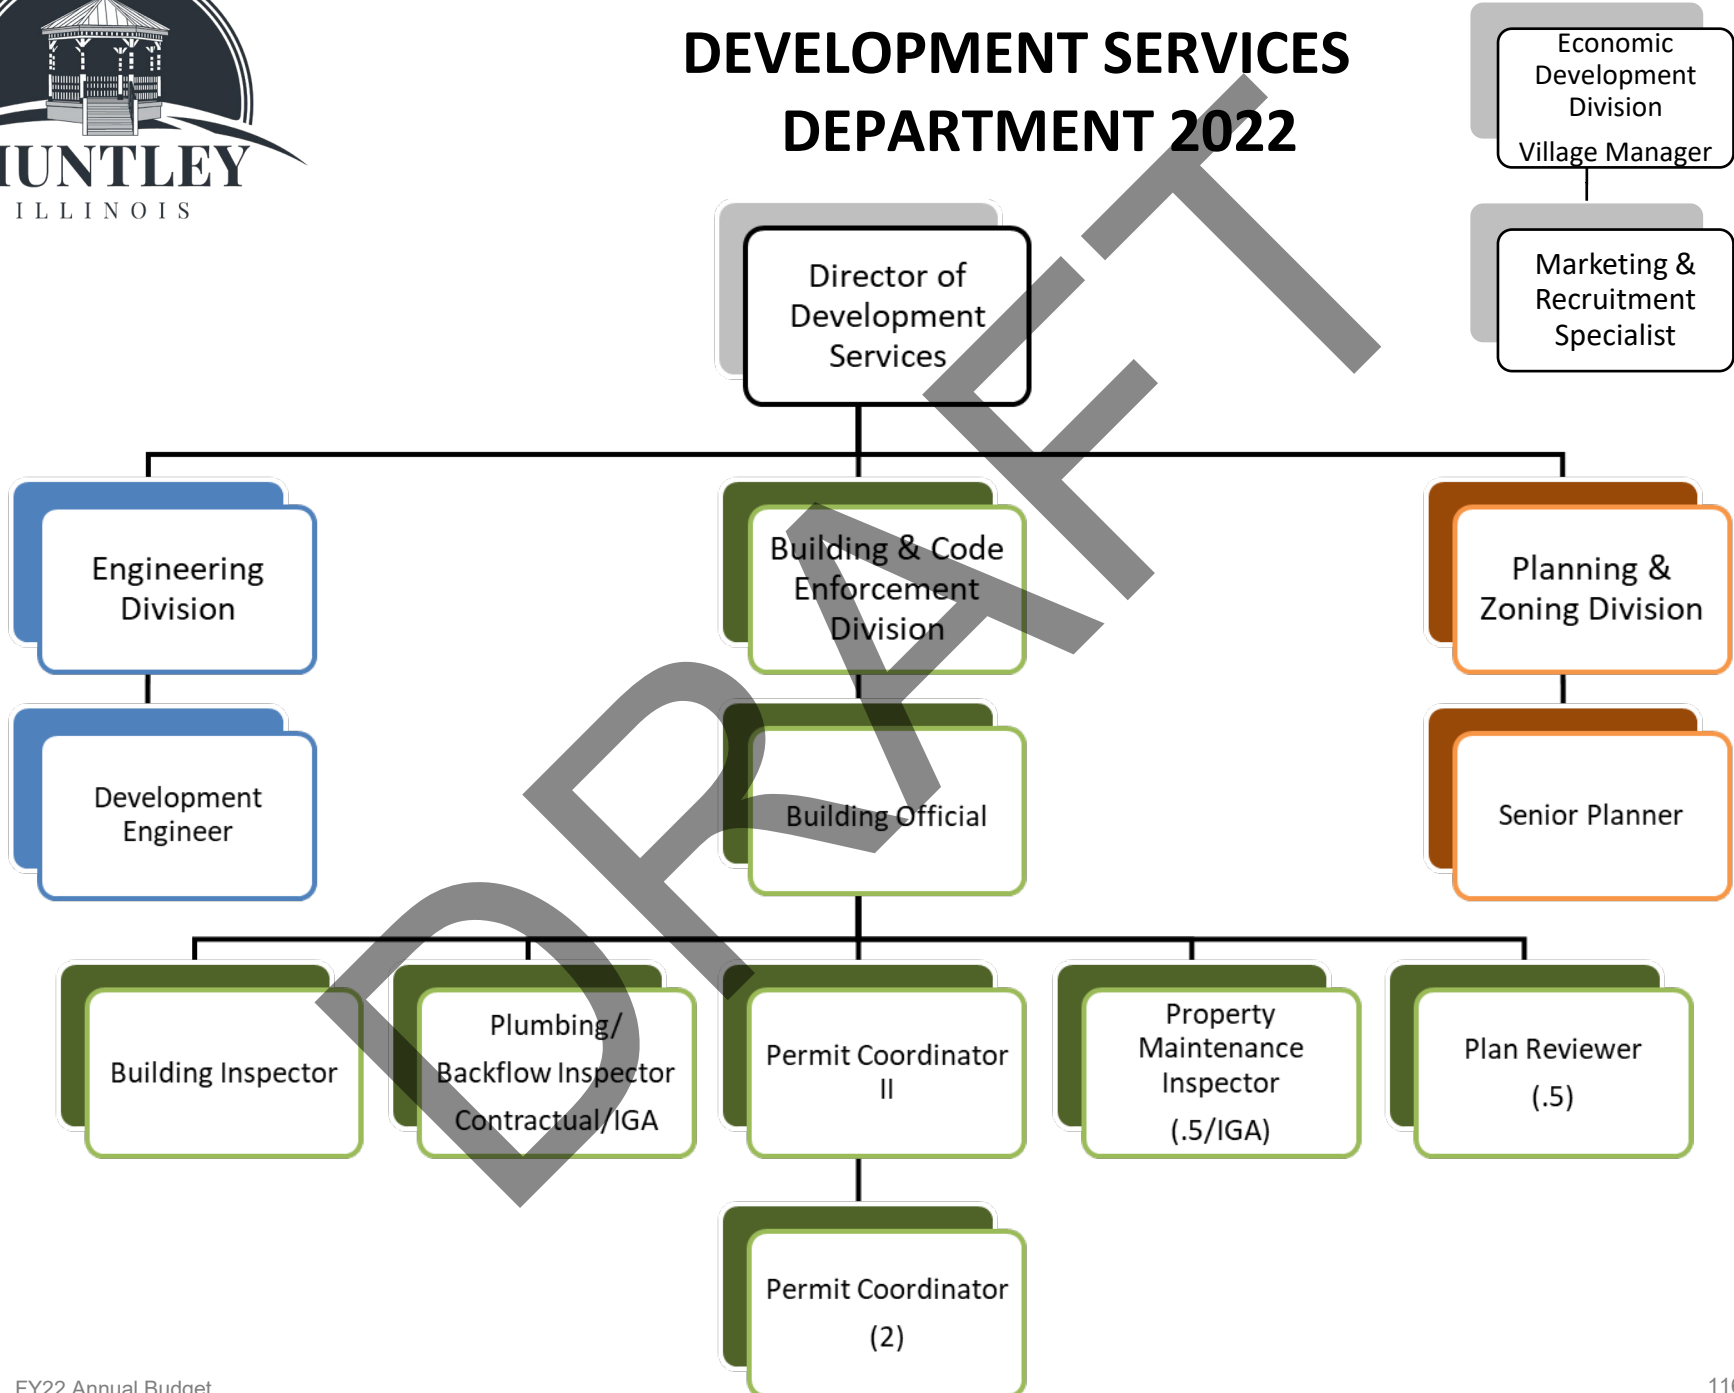 HUNTLEY
ILLINOIS
DEVELOPMENT SERVICES
DEPARTMENT 2022
Economic
Development
Division
Village Manager
Marketing &
Recruitment
Specialist
Director of
Development
Services
Engineering
Division
Building & Code
Enforcement
Division
Planning &
Zoning Division
Development
Engineer
Building Official
Senior Planner
Building Inspector
Plumbing/
Backflow Inspector
Contractual/IGA
Permit Coordinator
II
Property
Maintenance
Inspector
(.5/IGA)
Plan Reviewer
(.5)
Permit Coordinator
(2)
DRAFT
FY22 Annual Budget